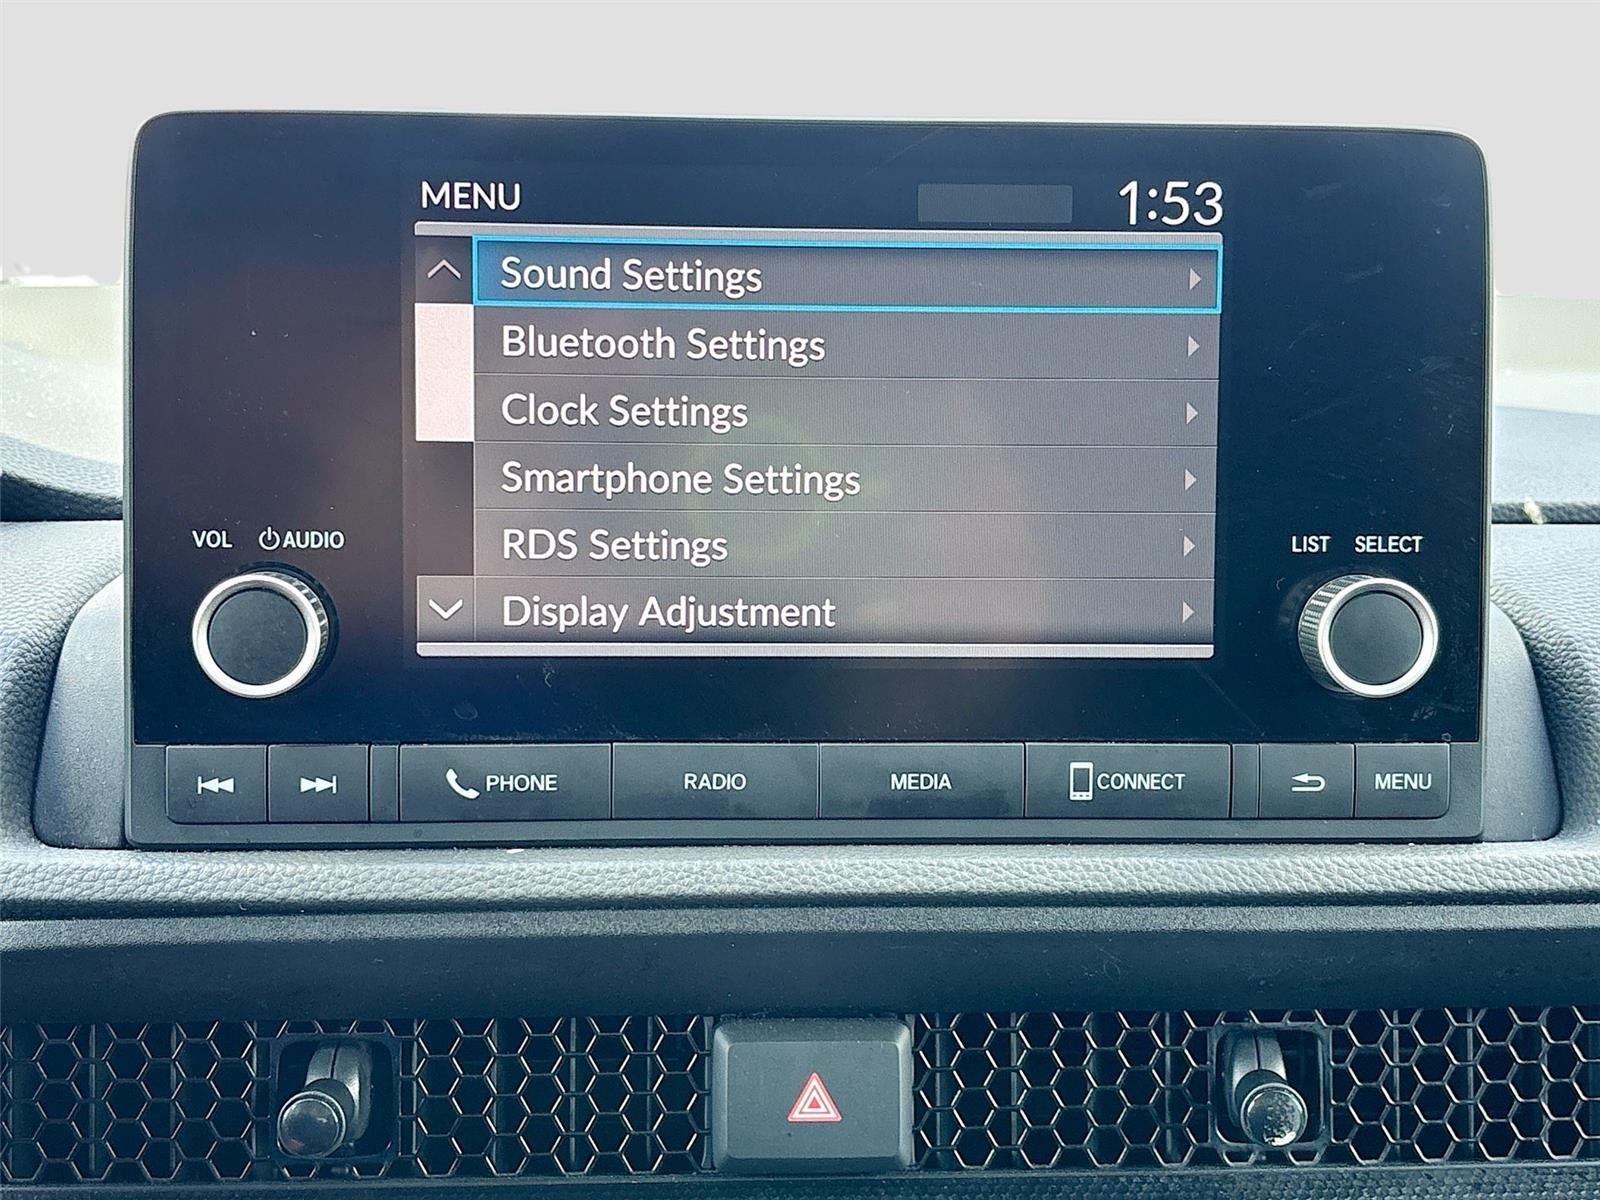 MENU 1:53
Sound Settings
Bluetooth Settings
Clock Settings
Smartphone Settings
RDS Settings
Display Adjustment
VOL AUDIO
LIST SELECT
PHONE RADIO MEDIA CONNECT MENU